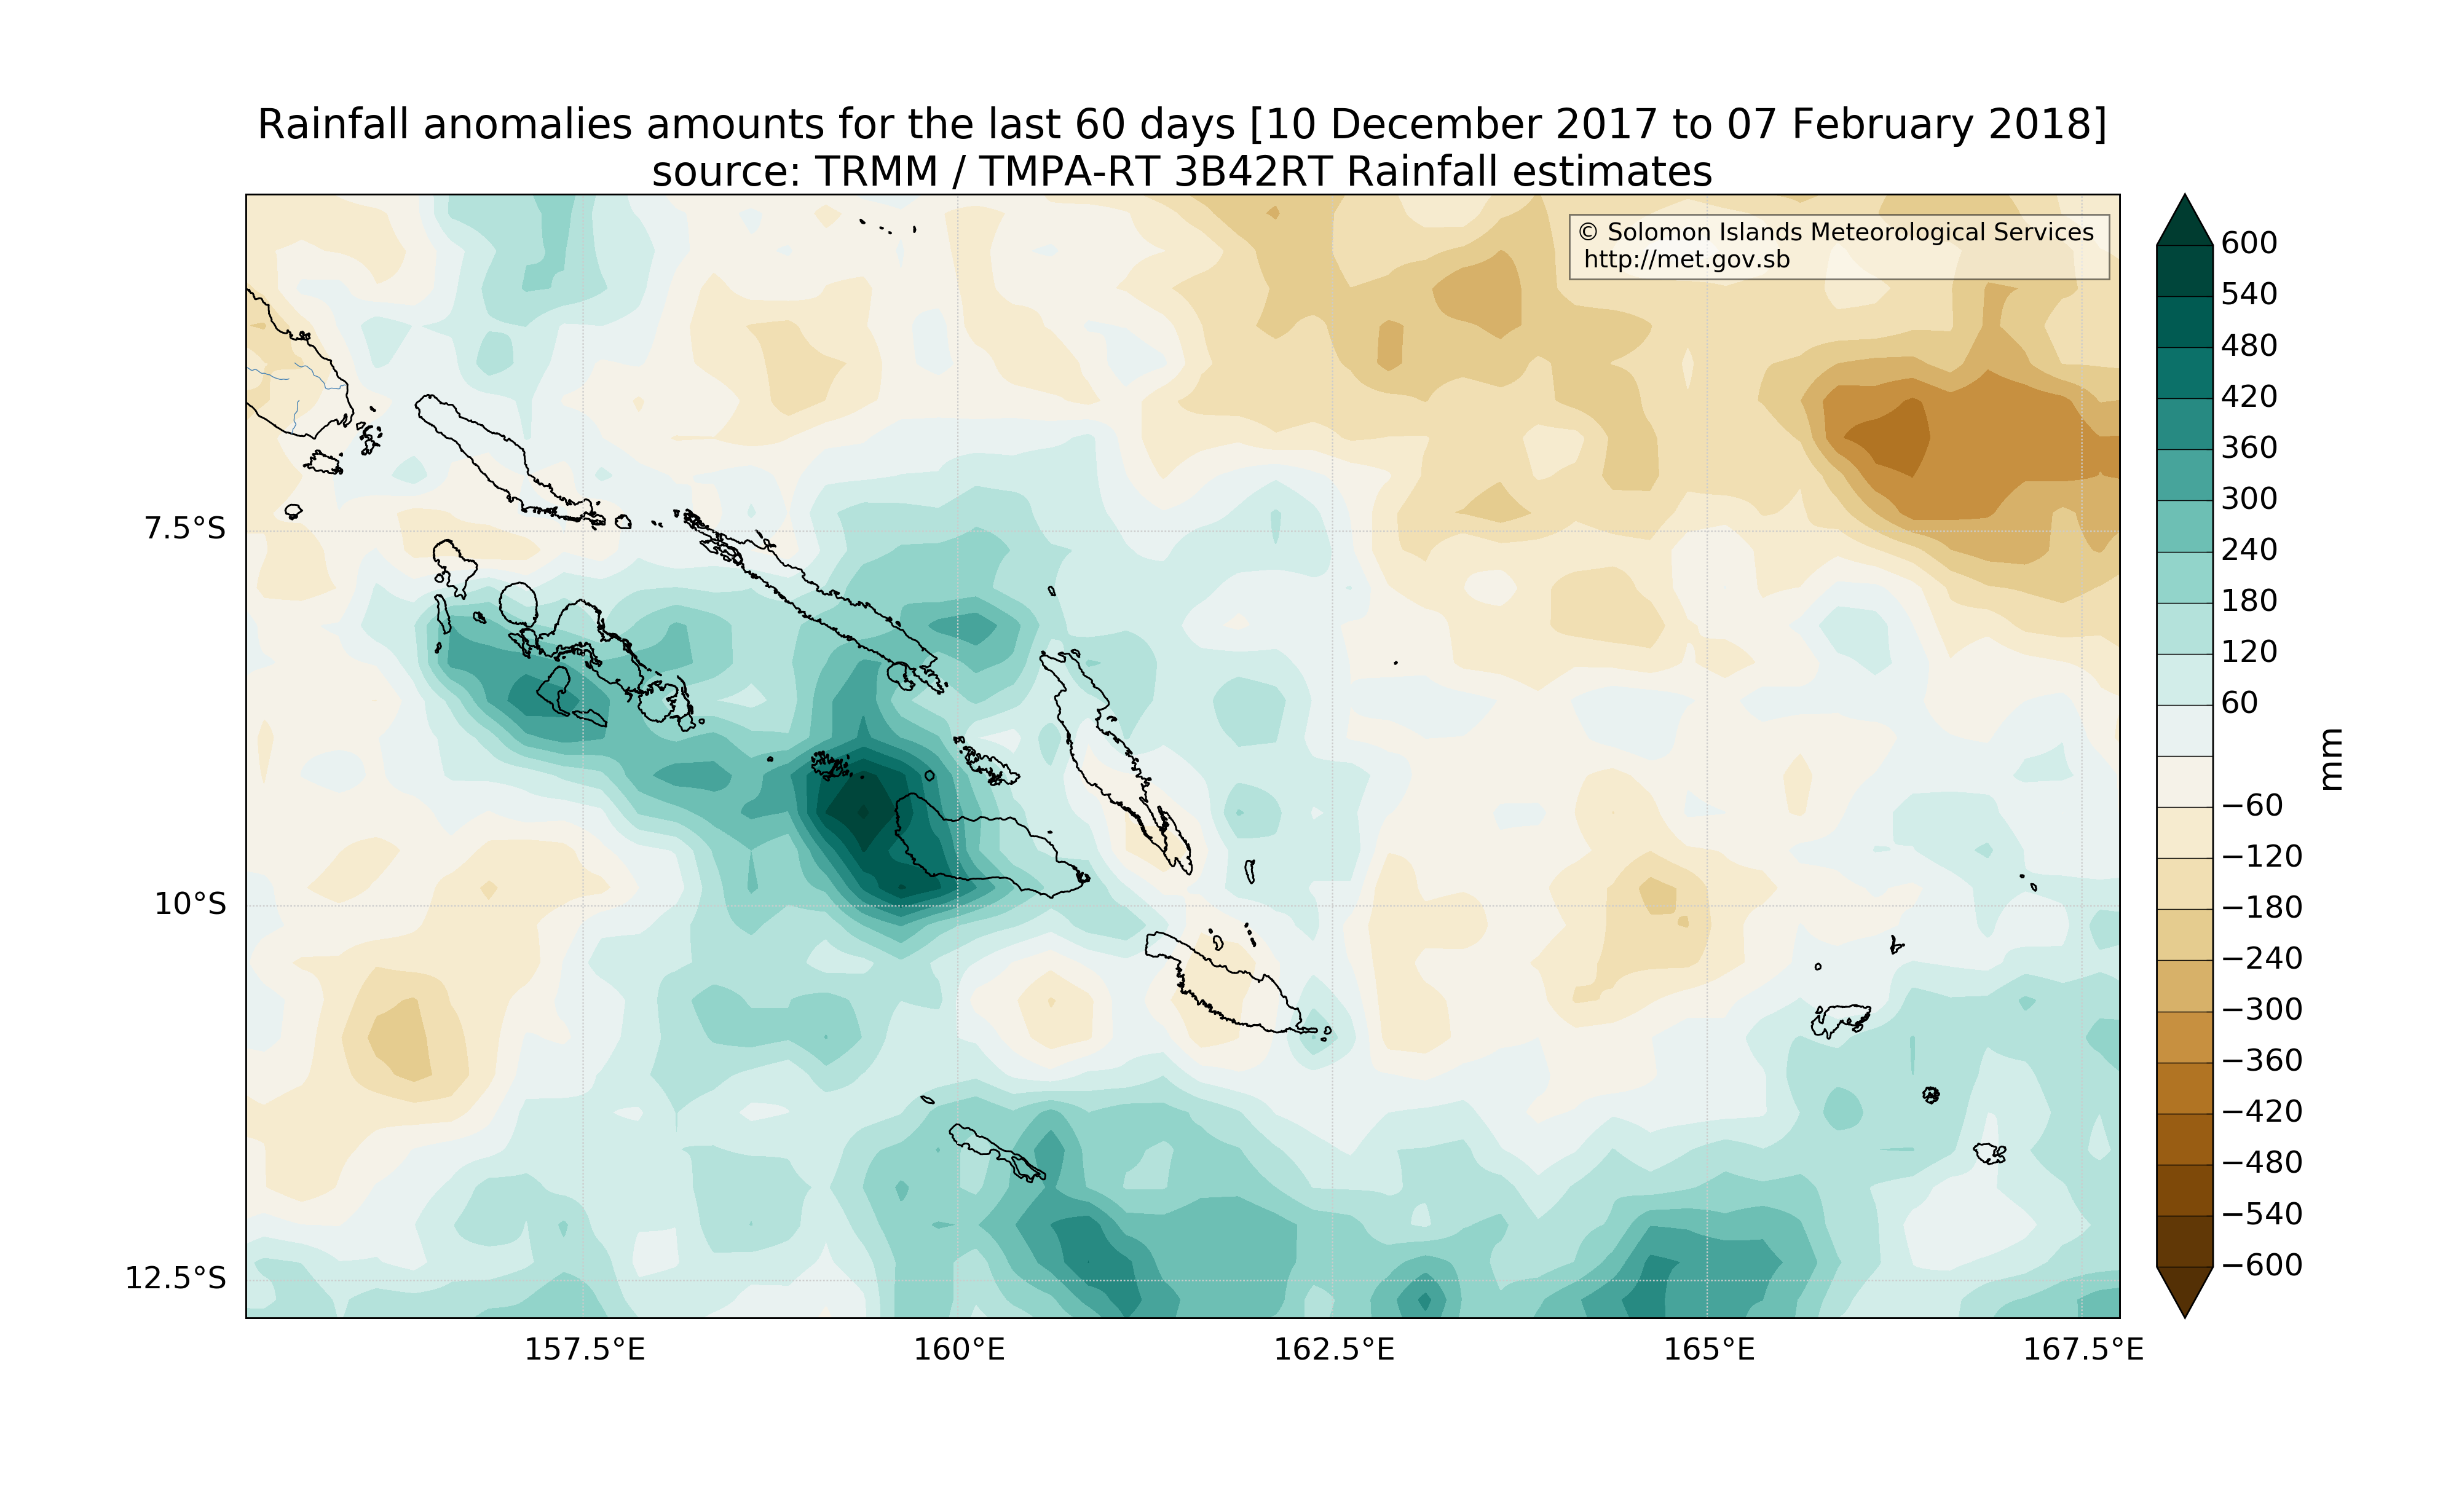 Rainfall anomalies amounts for the last 60 days [10 December 2017 to 07 February 2018]
source: TRMM / TMPA-RT 3B42RT Rainfall estimates
© Solomon Islands Meteorological Services
http://met.gov.sb
7.5°S
10°S
12.5°S
157.5°E
160°E
162.5°E
165°E
167.5°E
600
540
480
420
360
300
240
180
120
60
−60
−120
−180
−240
−300
−360
−420
−480
−540
−600
mm